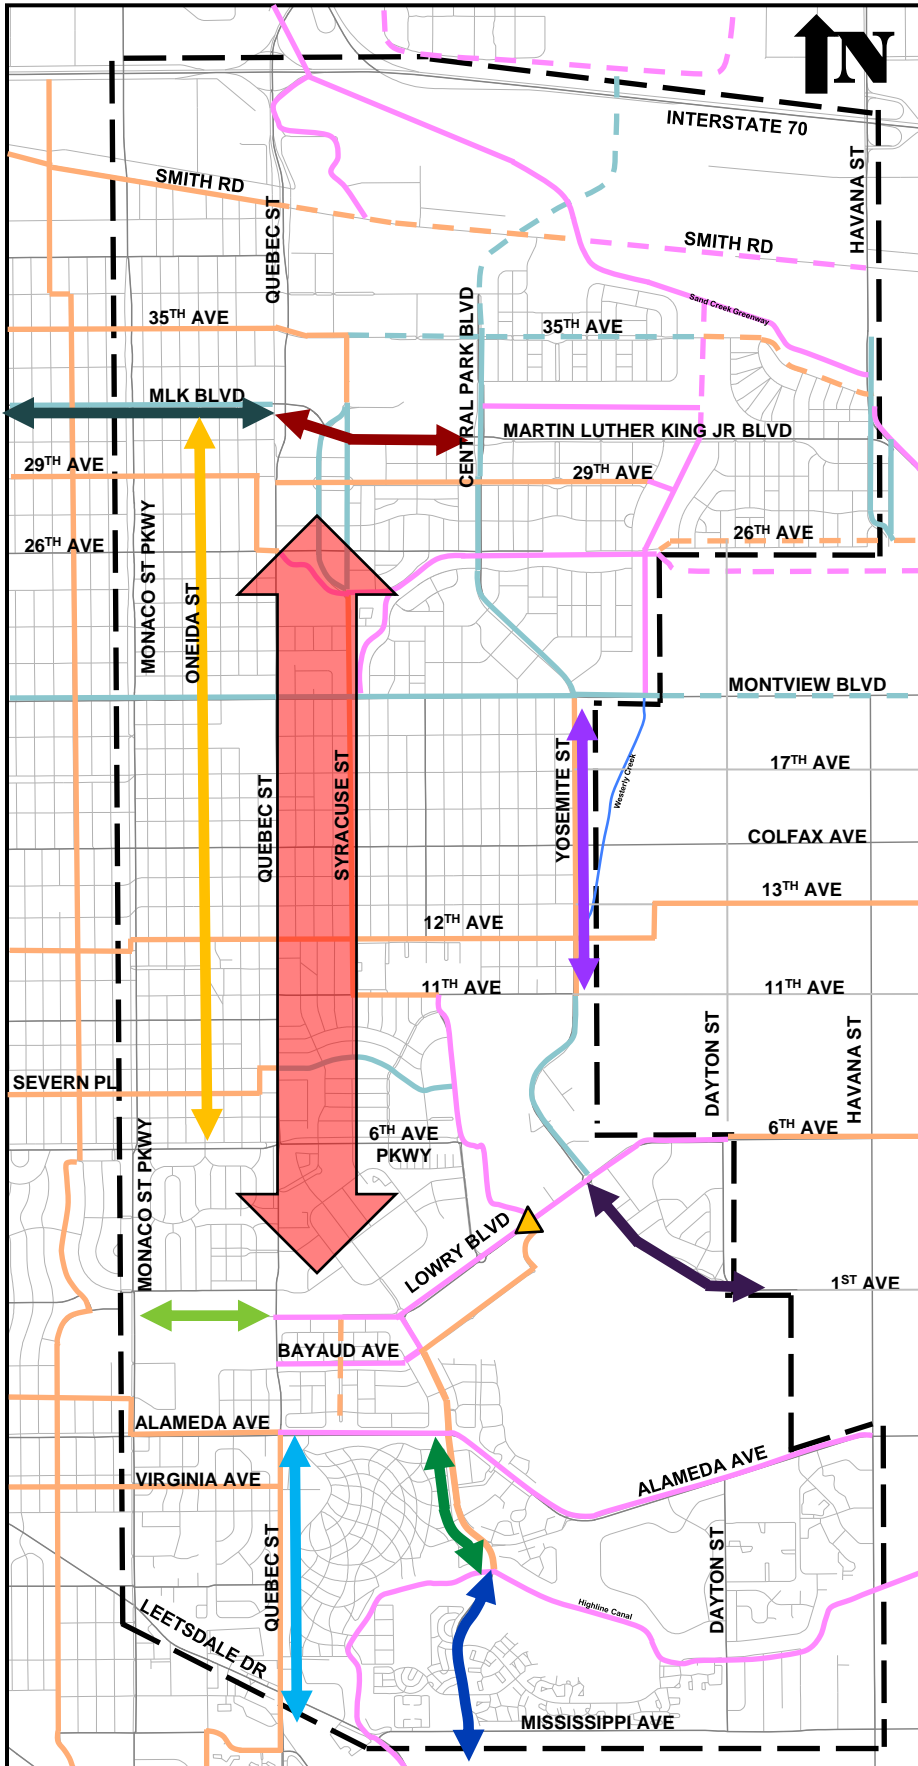 N
INTERSTATE 70
HAVANA ST
SMITH RD
QUEBEC ST
SMITH RD
Sand Creek Greenway
CENTRAL PARK BLVD
35TH AVE
35TH AVE
MLK BLVD
MARTIN LUTHER KING JR BLVD
29TH AVE
29TH AVE
MONACO ST PKWY
26TH AVE
26TH AVE
ONEIDA ST
MONTVIEW BLVD
QUEBEC ST
SYRACUSE ST
YOSEMITE ST
Westerly Creek
17TH AVE
COLFAX AVE
13TH AVE
12TH AVE
11TH AVE
11TH AVE
DAYTON ST
HAVANA ST
SEVERN PL
MONACO ST PKWY
6TH AVE
PKWY
6TH AVE
LOWRY BLVD
1ST AVE
BAYAUD AVE
ALAMEDA AVE
ALAMEDA AVE
VIRGINIA AVE
QUEBEC ST
DAYTON ST
LEETSDALE DR
Highline Canal
MISSISSIPPI AVE